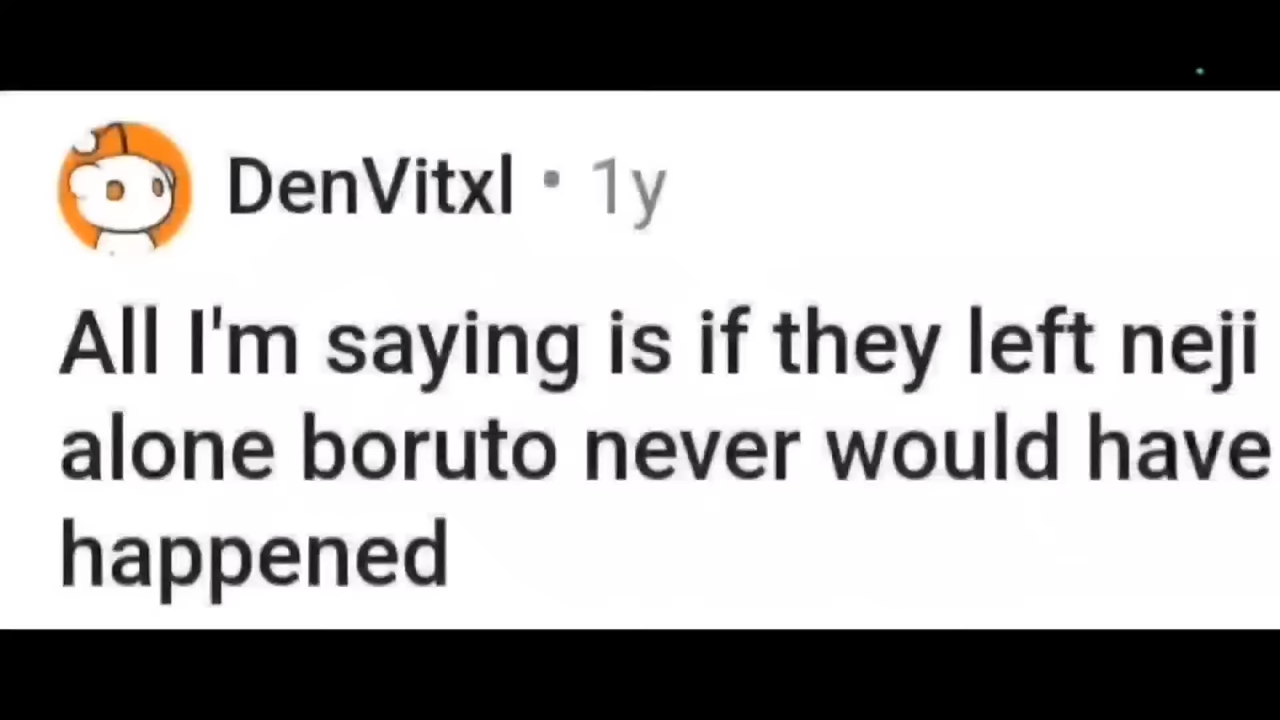 DenVitxl • 1y
All I'm saying is if they left neji
alone boruto never would have
happened